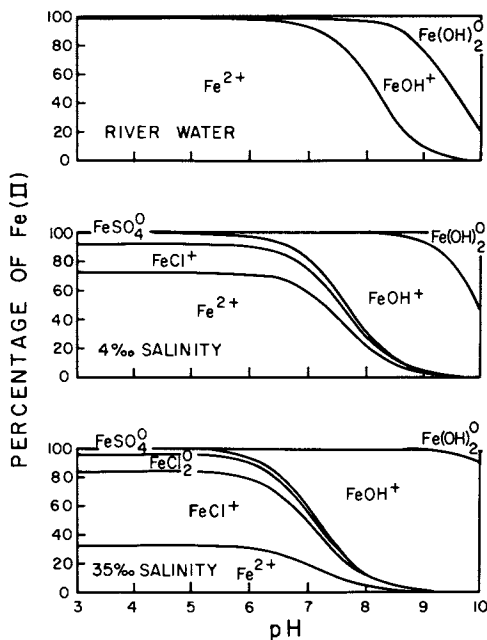 PERCENTAGE OF Fe(II)
100
80
60
40
20
0
Fe²⁺
FeOH⁺
Fe(OH)₂⁰
RIVER WATER
FeSO₄⁰
100
80
60
40
20
0
FeCl⁺
Fe²⁺
FeOH⁺
Fe(OH)₂⁰
4‰ SALINITY
FeSO₄⁰
100
80
60
40
20
0
FeCl₂⁰
FeCl⁺
Fe²⁺
FeOH⁺
Fe(OH)₂⁰
35‰ SALINITY
3 4 5 6 7 8 9 10
pH